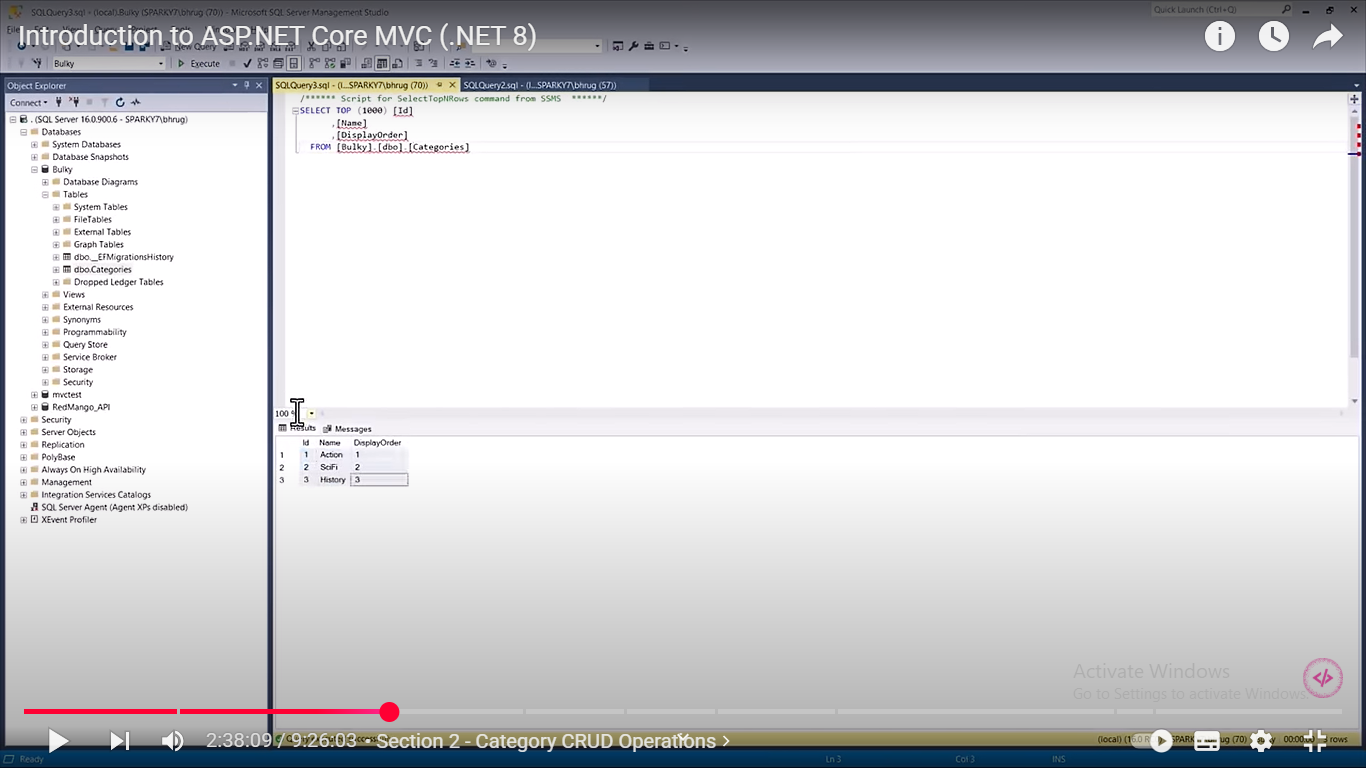 SQLQuery3.sql - (local).Bulky (SPARKY7\bhrug (70)) - Microsoft SQL Server Management Studio
Quick Launch (Ctrl+Q)
Introduction to ASP.NET Core MVC (.NET 8)
New Query
Bulky
Execute
Object Explorer
SQLQuery3.sql - (l...SPARKY7\bhrug (70))
SQLQuery2.sql - (l...SPARKY7\bhrug (57))
Connect
/****** Script for SelectTopNRows command from SSMS  ******/
SELECT TOP (1000) [Id]
,[Name]
,[DisplayOrder]
FROM [Bulky].[dbo].[Categories]
. (SQL Server 16.0.900.6 - SPARKY7\bhrug)
Databases
System Databases
Database Snapshots
Bulky
Database Diagrams
Tables
System Tables
FileTables
External Tables
Graph Tables
dbo.__EFMigrationsHistory
dbo.Categories
Dropped Ledger Tables
Views
External Resources
Synonyms
Programmability
Query Store
Service Broker
Storage
Security
mvctest
RedMango_API
Security
Server Objects
Replication
PolyBase
Always On High Availability
Management
Integration Services Catalogs
SQL Server Agent (Agent XPs disabled)
XEvent Profiler
100 %
Results
Messages
Id Name DisplayOrder
1 1 Action 1
2 2 SciFi 2
3 3 History 3
Activate Windows
Go to Settings to activate Windows.
2:38:09 / 9:26:03 • Section 2 - Category CRUD Operations
(local) (16.0 R
SPARKY7\bhrug (70)
Bulky
00:00:00
3 rows
Ready
Ln 3
Col 3
INS